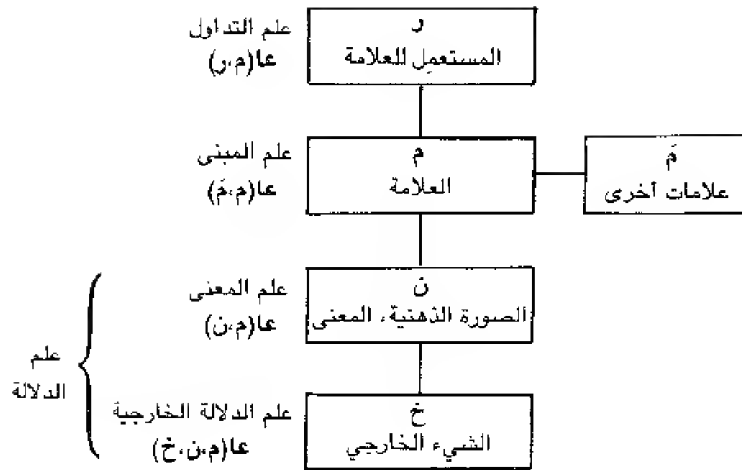 ر
المستعمِل للعلامة
علم التداول
عا(م،ر)
م
العلامة
مَ
علامات أخرى
علم المبنى
عا(م،مَ)
ن
الصورة الذهنية، المعنى
علم المعنى
عا(م،ن)
خ
الشيء الخارجي
علم الدلالة الخارجية
عا(م،ن،خ)
علم
الدلالة